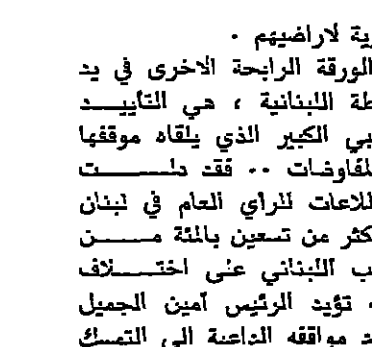 رية لاراضيهم .
الورقة الرابحة الاخرى في يد
طة اللبنانية ، هي التأييد
بي الكبير الذي يلقاه موقفها
لمفاوضات .. فقد دلت
للاعات للرأي العام في لبنان
كثر من تسعين بالمئة من
ب اللبناني على اختلاف
، تؤيد الرئيس أمين الجميل
د مواقفه الداعية الى التمسك